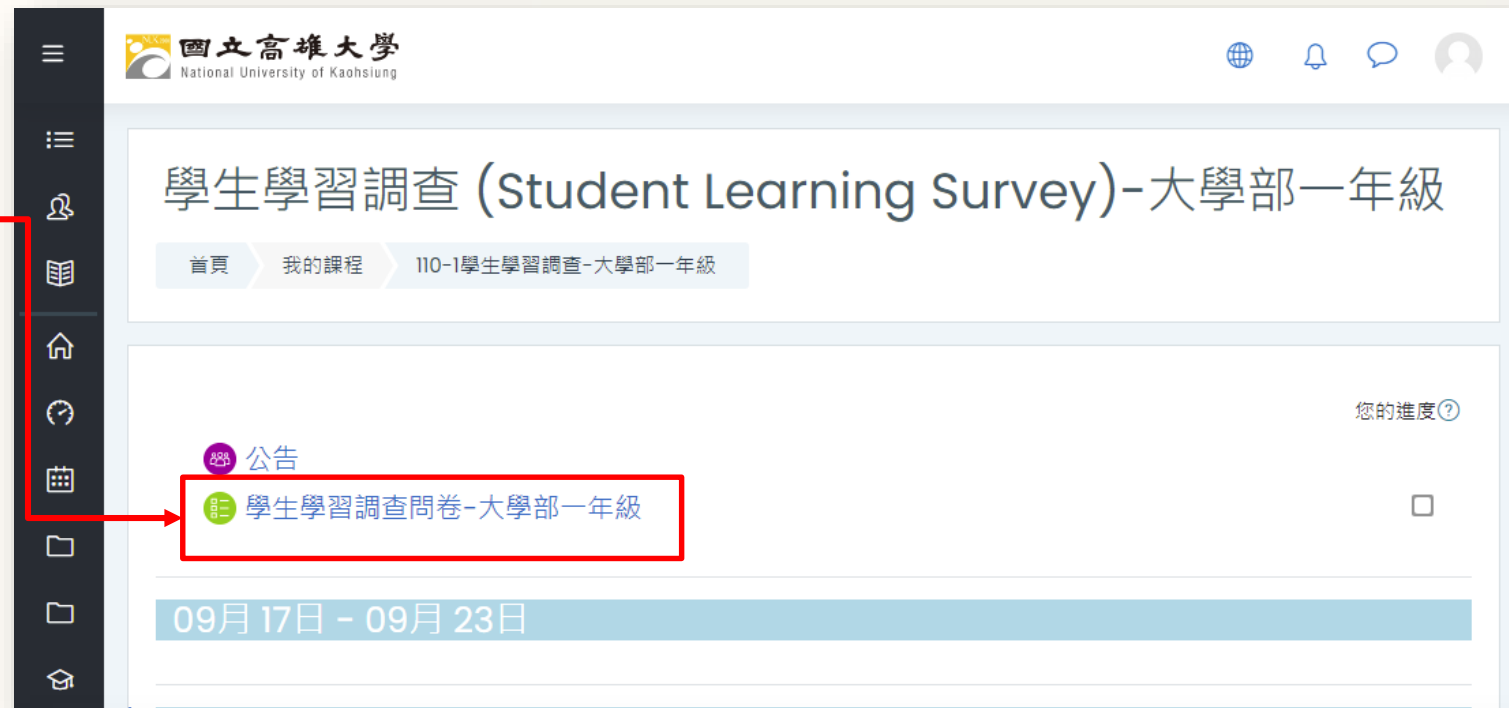 國立高雄大學
National University of Kaohsiung
學生學習調查 (Student Learning Survey)-大學部一年級
首頁 我的課程 110-1學生學習調查-大學部一年級
您的進度
公告
學生學習調查問卷-大學部一年級
09月 17日 - 09月 23日